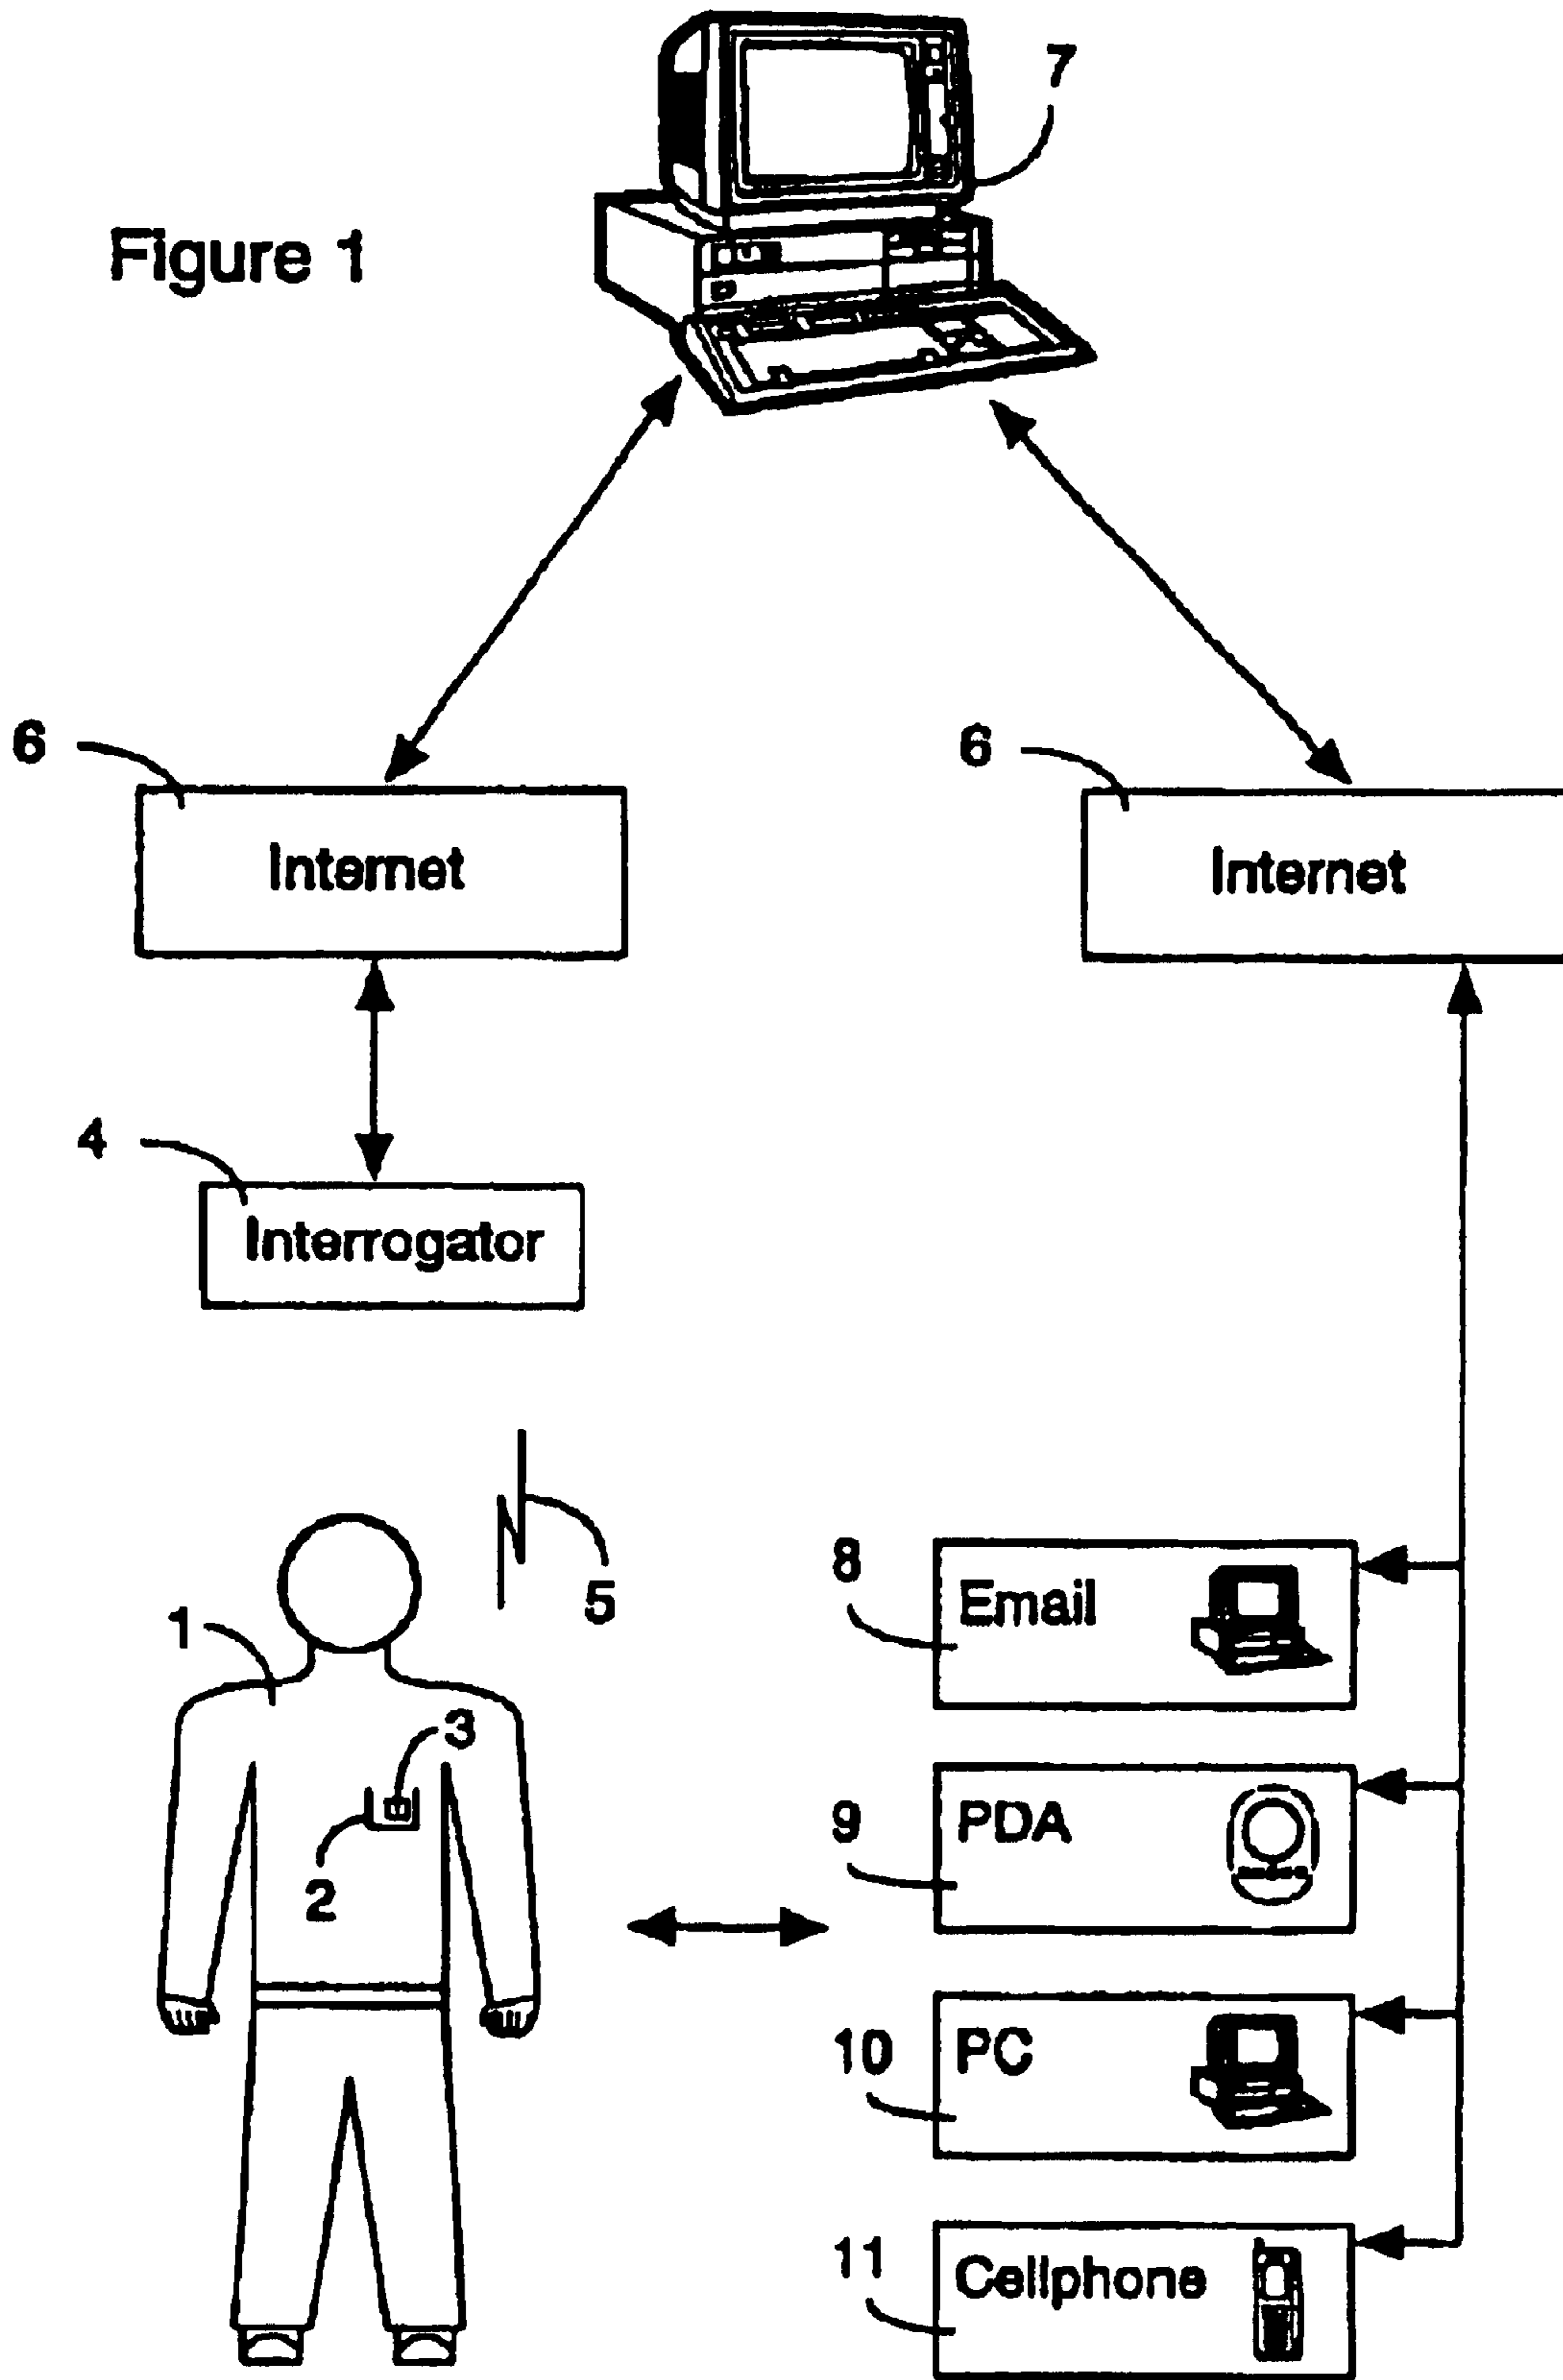 7
Figure 1
6
6
Internet
Internet
4
Interrogator
5
8
Email
1
3
9
PDA
2
10
PC
11
Cellphone